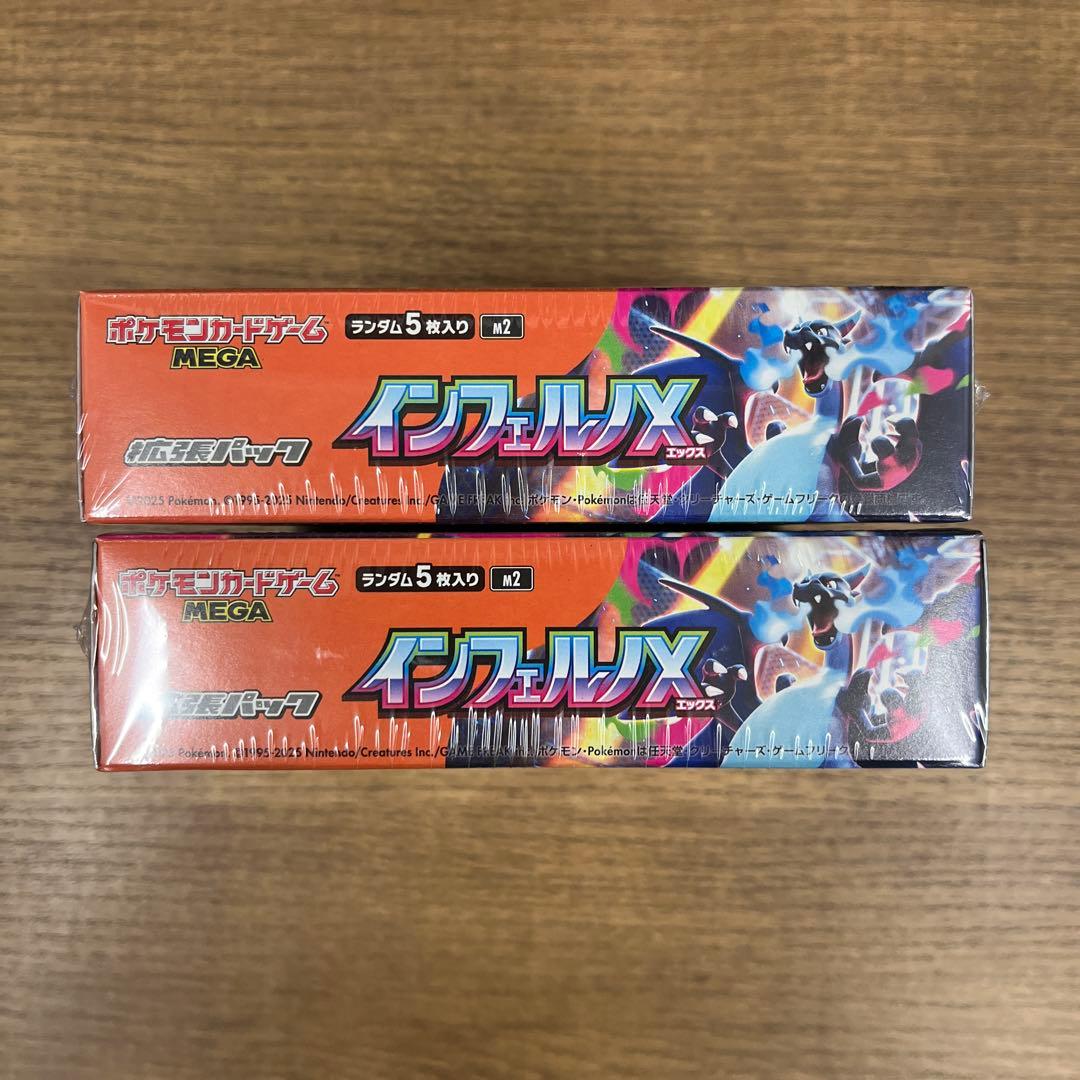 ポケモンカードゲーム
MEGA
ランダム5枚入り M2
インフェルノX
エックス
拡張パック
©2025 Pokémon. ©1995-2025 Nintendo/Creatures Inc./GAME FREAK inc. ポケモン・Pokémonは任天堂・クリーチャーズ・ゲームフリークの
ポケモンカードゲーム
MEGA
ランダム5枚入り M2
インフェルノX
エックス
拡張パック
Pokémon. ©1995-2025 Nintendo/Creatures Inc./GAME FREAK ポケモン・Pokémonは任天堂・クリーチャーズ・ゲームフリーク